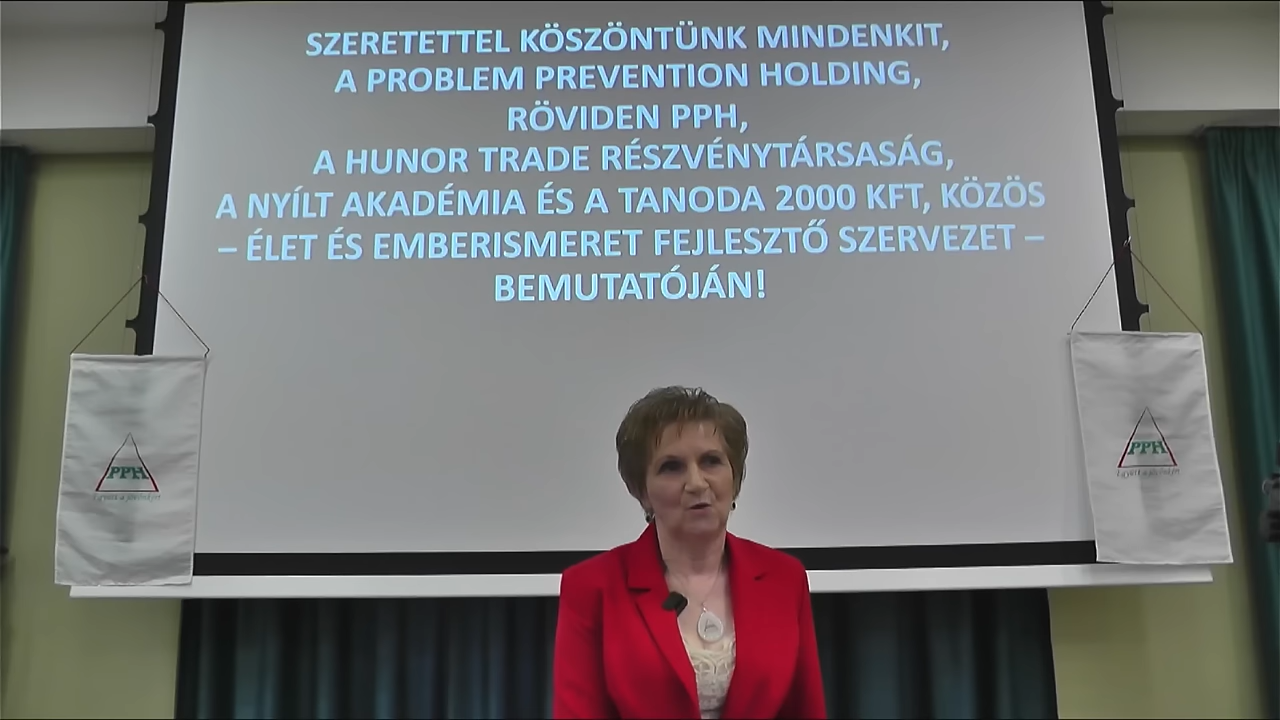 SZERETETTEL KÖSZÖNTÜNK MINDENKIT,
A PROBLEM PREVENTION HOLDING,
RÖVIDEN PPH,
A HUNOR TRADE RÉSZVÉNYTÁRSASÁG,
A NYÍLT AKADÉMIA ÉS A TANODA 2000 KFT, KÖZÖS
– ÉLET ÉS EMBERISMERET FEJLESZTŐ SZERVEZET –
BEMUTATÓJÁN!
PPH
PPH